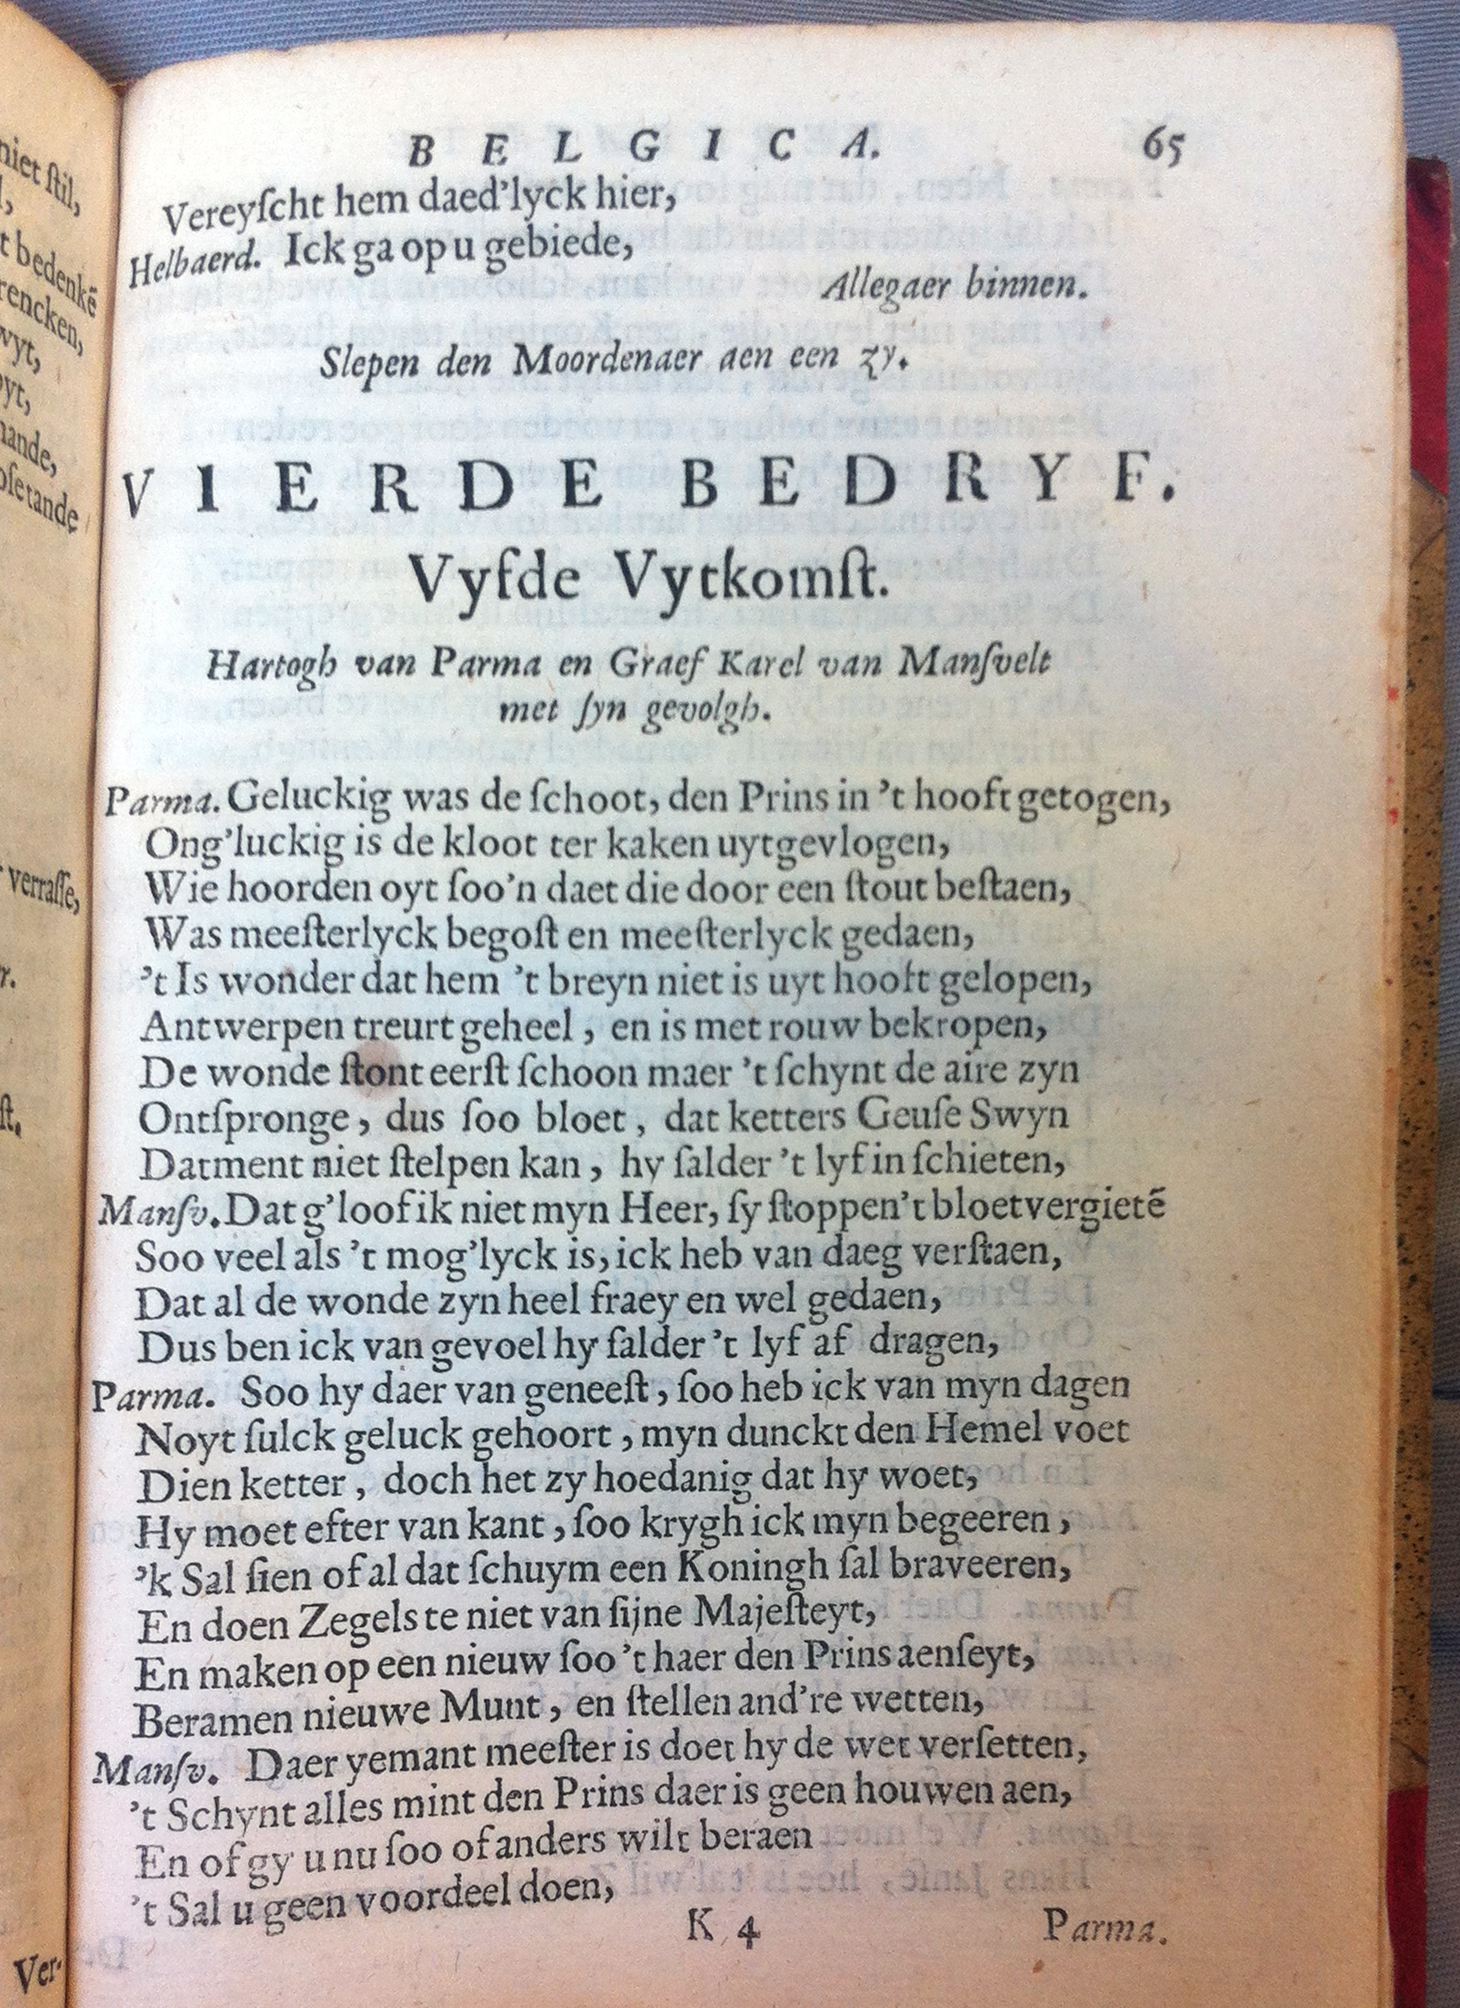 niet ſtil,
l,
t bedenkē
rencken,
wyt,
oyt,
hande,
oſetande
verraſſe,
r.
ſt.
Ver-
BELGICA. 65
Vereyſcht hem daed'lyck hier,
Helbaerd. Ick ga op u gebiede,
Allegaer binnen.
Slepen den Moordenaer aen een zy.
VIERDE BEDRYF.
Vyfde Vytkomſt.
Hartogh van Parma en Graef Karel van Manſvelt
met ſyn gevolgh.
Parma. Geluckig was de ſchoot, den Prins in 't hooft getogen,
Ong'luckig is de kloot ter kaken uytgevlogen,
Wie hoorden oyt ſoo'n daet die door een ſtout beſtaen,
Was meeſterlyck begoſt en meeſterlyck gedaen,
't Is wonder dat hem 't breyn niet is uyt hooft gelopen,
Antwerpen treurt geheel, en is met rouw bekropen,
De wonde ſtont eerſt ſchoon maer 't ſchynt de aire zyn
Ontſpronge, dus ſoo bloet, dat ketters Geuſe Swyn
Datment niet ſtelpen kan, hy ſalder 't lyf in ſchieten,
Manſv. Dat g'loof ik niet myn Heer, ſy ſtoppen 't bloetvergietē
Soo veel als 't mog'lyck is, ick heb van daeg verſtaen,
Dat al de wonde zyn heel fraey en wel gedaen,
Dus ben ick van gevoel hy ſalder 't lyf af dragen,
Parma. Soo hy daer van geneeſt, ſoo heb ick van myn dagen
Noyt ſulck geluck gehoort, myn dunckt den Hemel voet
Dien ketter, doch het zy hoedanig dat hy woet,
Hy moet efter van kant, ſoo krygh ick myn begeeren,
'k Sal ſien of al dat ſchuym een Koningh ſal braveeren,
En doen Zegels te niet van ſijne Majeſteyt,
En maken op een nieuw ſoo 't haer den Prins aenſeyt,
Beramen nieuwe Munt, en ſtellen and're wetten,
Manſv. Daer yemant meeſter is doet hy de wet verſetten,
't Schynt alles mint den Prins daer is geen houwen aen,
En of gy u nu ſoo of anders wilt beraen
't Sal u geen voordeel doen,
K 4 Parma.